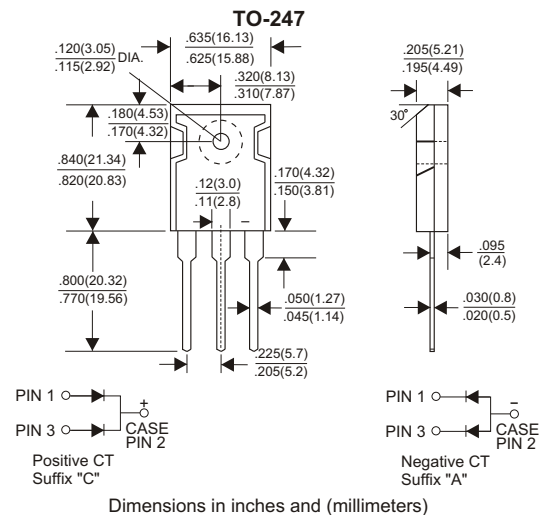 TO-247
.635(16.13)
.625(15.88)
.120(3.05)
.115(2.92)
DIA.
.320(8.13)
.310(7.87)
.205(5.21)
.195(4.49)
30°
.180(4.53)
.170(4.32)
.840(21.34)
.820(20.83)
.12(3.0)
.11(2.8)
.170(4.32)
.150(3.81)
.095
(2.4)
.800(20.32)
.770(19.56)
.050(1.27)
.045(1.14)
.030(0.8)
.020(0.5)
.225(5.7)
.205(5.2)
PIN 1
+
PIN 3
CASE
PIN 2
Positive CT
Suffix "C"
PIN 1
–
PIN 3
CASE
PIN 2
Negative CT
Suffix "A"
Dimensions in inches and (millimeters)